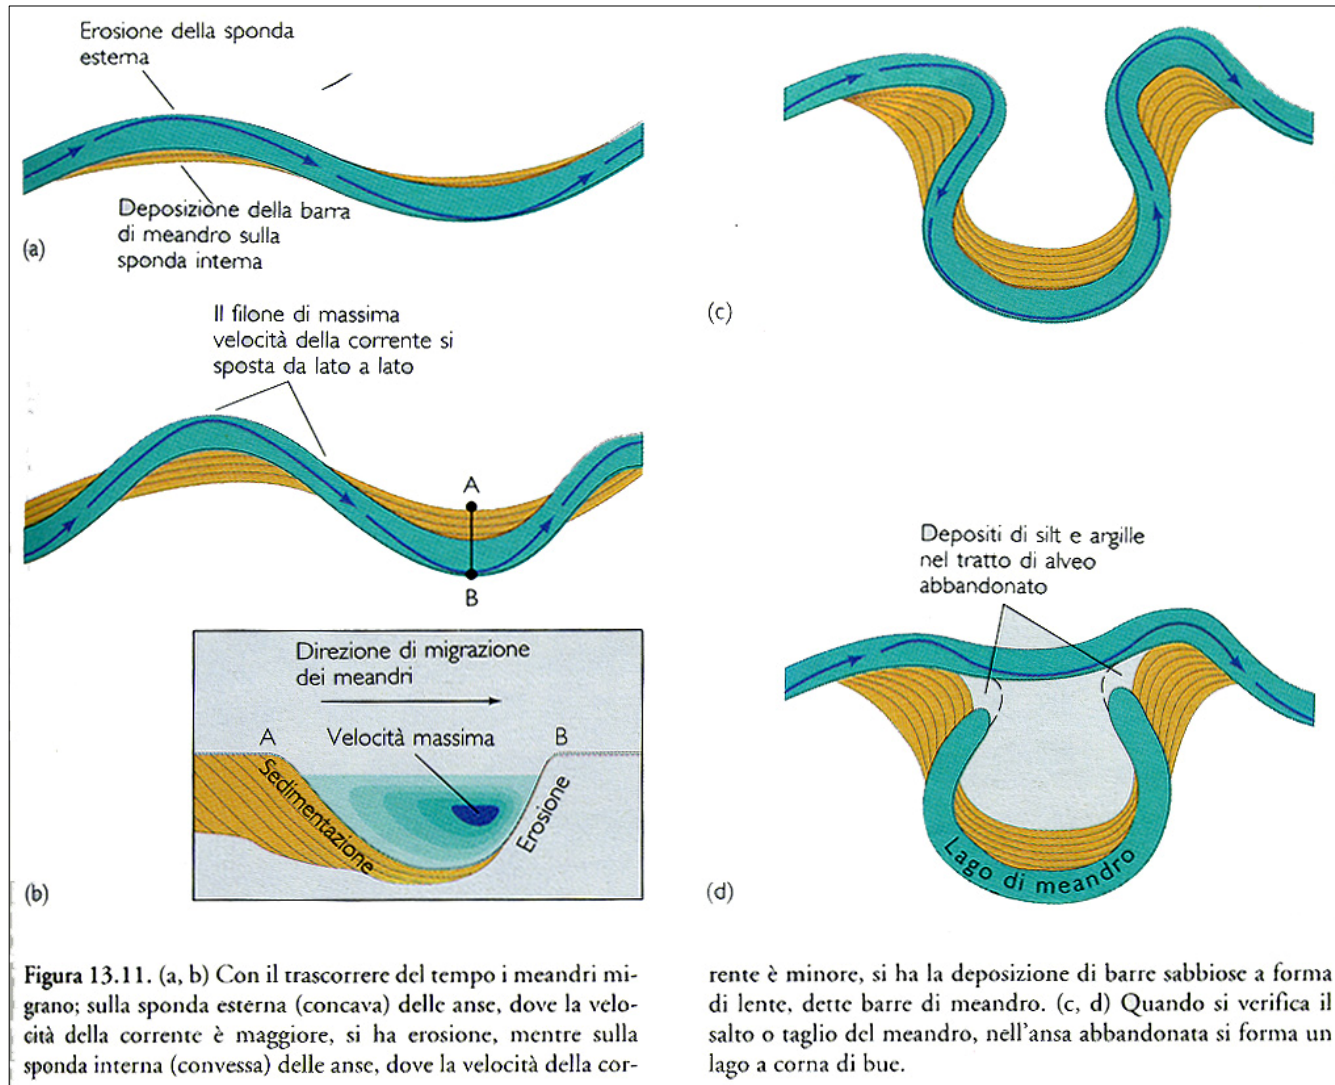 Erosione della sponda
esterna
Deposizione della barra
di meandro sulla
sponda interna
(a)
Il filone di massima
velocità della corrente si
sposta da lato a lato
A
B
Direzione di migrazione
dei meandri
A
Velocità massima
B
Sedimentazione
Erosione
(b)
(c)
Depositi di silt e argille
nel tratto di alveo
abbandonato
Lago di meandro
(d)
Figura 13.11. (a, b) Con il trascorrere del tempo i meandri mi-
grano; sulla sponda esterna (concava) delle anse, dove la velo-
cità della corrente è maggiore, si ha erosione, mentre sulla
sponda interna (convessa) delle anse, dove la velocità della cor-
rente è minore, si ha la deposizione di barre sabbiose a forma
di lente, dette barre di meandro. (c, d) Quando si verifica il
salto o taglio del meandro, nell'ansa abbandonata si forma un
lago a corna di bue.